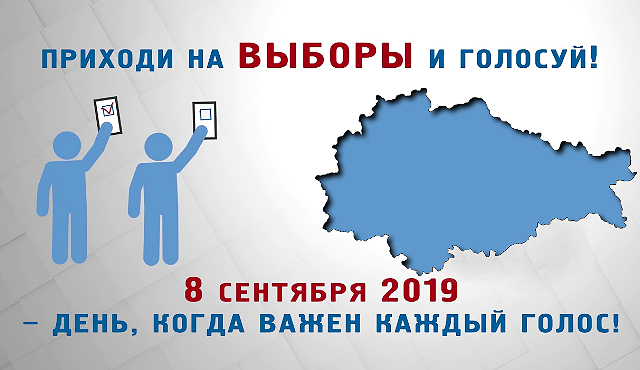 ПРИХОДИ НА ВЫБОРЫ И ГОЛОСУЙ!
8 СЕНТЯБРЯ 2019
– ДЕНЬ, КОГДА ВАЖЕН КАЖДЫЙ ГОЛОС!